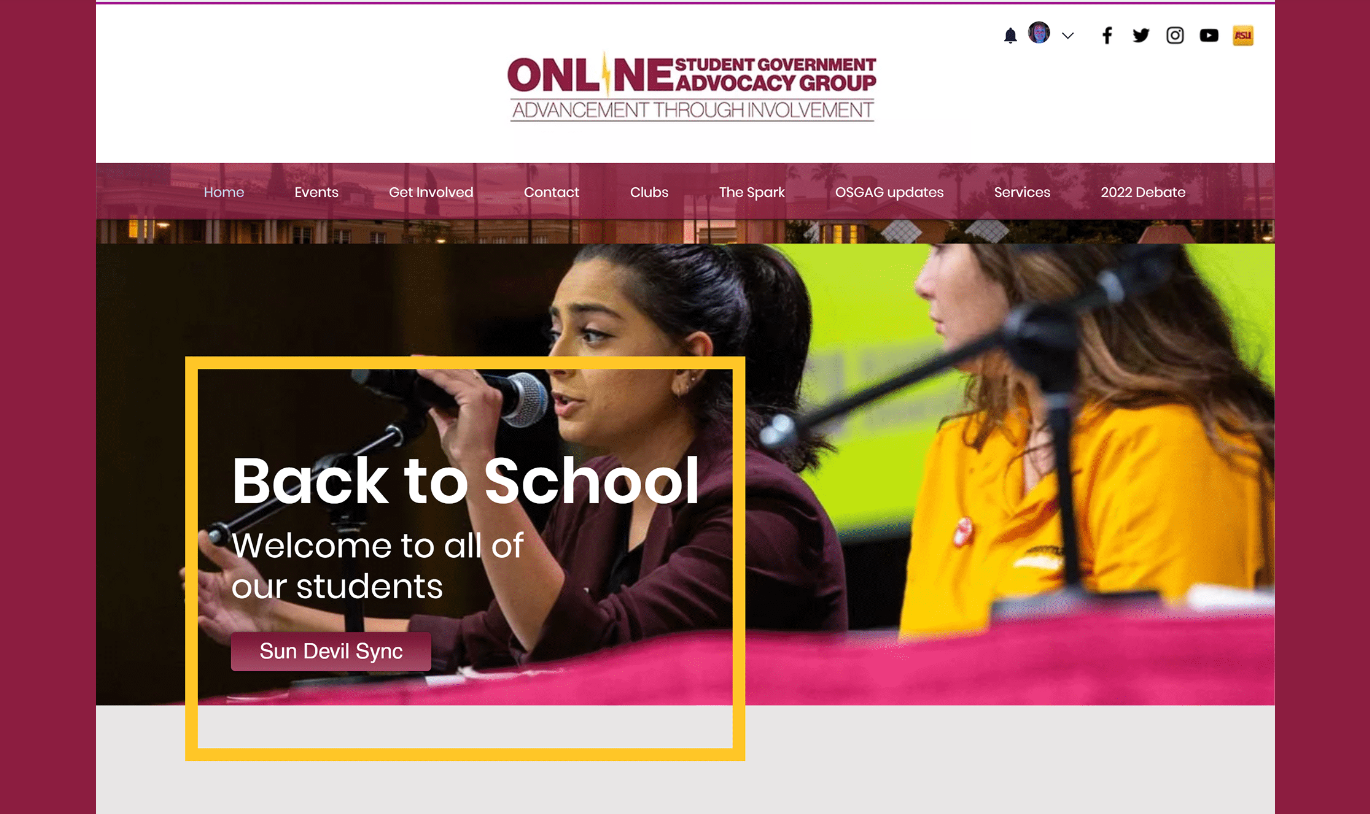 ASU
ONLINE STUDENT GOVERNMENT
ADVOCACY GROUP
ADVANCEMENT THROUGH INVOLVEMENT
Home Events Get Involved Contact Clubs The Spark OSGAG updates Services 2022 Debate
Back to School
Welcome to all of
our students
Sun Devil Sync